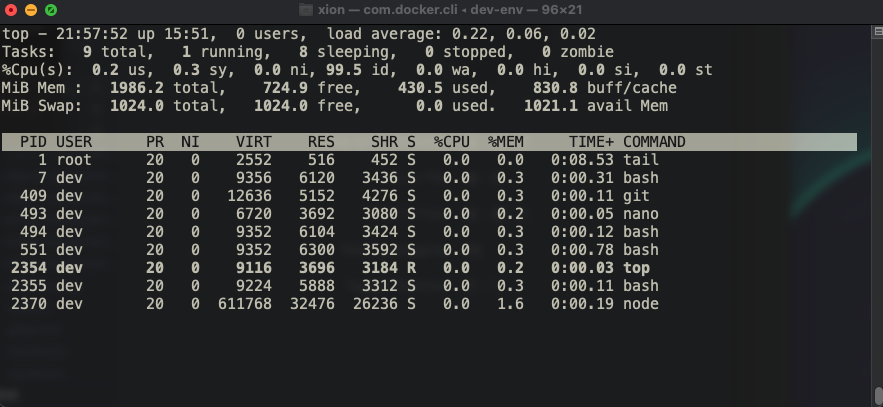 xion — com.docker.cli ◂ dev-env — 96×21
top - 21:57:52 up 15:51,  0 users,  load average: 0.22, 0.06, 0.02
Tasks:   9 total,   1 running,   8 sleeping,   0 stopped,   0 zombie
%Cpu(s):  0.2 us,  0.3 sy,  0.0 ni, 99.5 id,  0.0 wa,  0.0 hi,  0.0 si,  0.0 st
MiB Mem :   1986.2 total,    724.9 free,    430.5 used,    830.8 buff/cache
MiB Swap:   1024.0 total,   1024.0 free,      0.0 used.   1021.1 avail Mem
  PID USER      PR  NI    VIRT    RES    SHR S  %CPU  %MEM     TIME+ COMMAND
    1 root      20   0    2552    516    452 S   0.0   0.0   0:08.53 tail
    7 dev       20   0    9356   6120   3436 S   0.0   0.3   0:00.31 bash
  409 dev       20   0   12636   5152   4276 S   0.0   0.3   0:00.11 git
  493 dev       20   0    6720   3692   3080 S   0.0   0.2   0:00.05 nano
  494 dev       20   0    9352   6104   3424 S   0.0   0.3   0:00.12 bash
  551 dev       20   0    9352   6300   3592 S   0.0   0.3   0:00.78 bash
 2354 dev       20   0    9116   3696   3184 R   0.0   0.2   0:00.03 top
 2355 dev       20   0    9224   5888   3312 S   0.0   0.3   0:00.11 bash
 2370 dev       20   0  611768  32476  26236 S   0.0   1.6   0:00.19 node